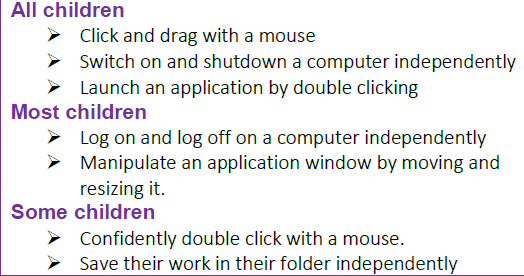 All children
➢ Click and drag with a mouse
➢ Switch on and shutdown a computer independently
➢ Launch an application by double clicking
Most children
➢ Log on and log off on a computer independently
➢ Manipulate an application window by moving and
resizing it.
Some children
➢ Confidently double click with a mouse.
➢ Save their work in their folder independently